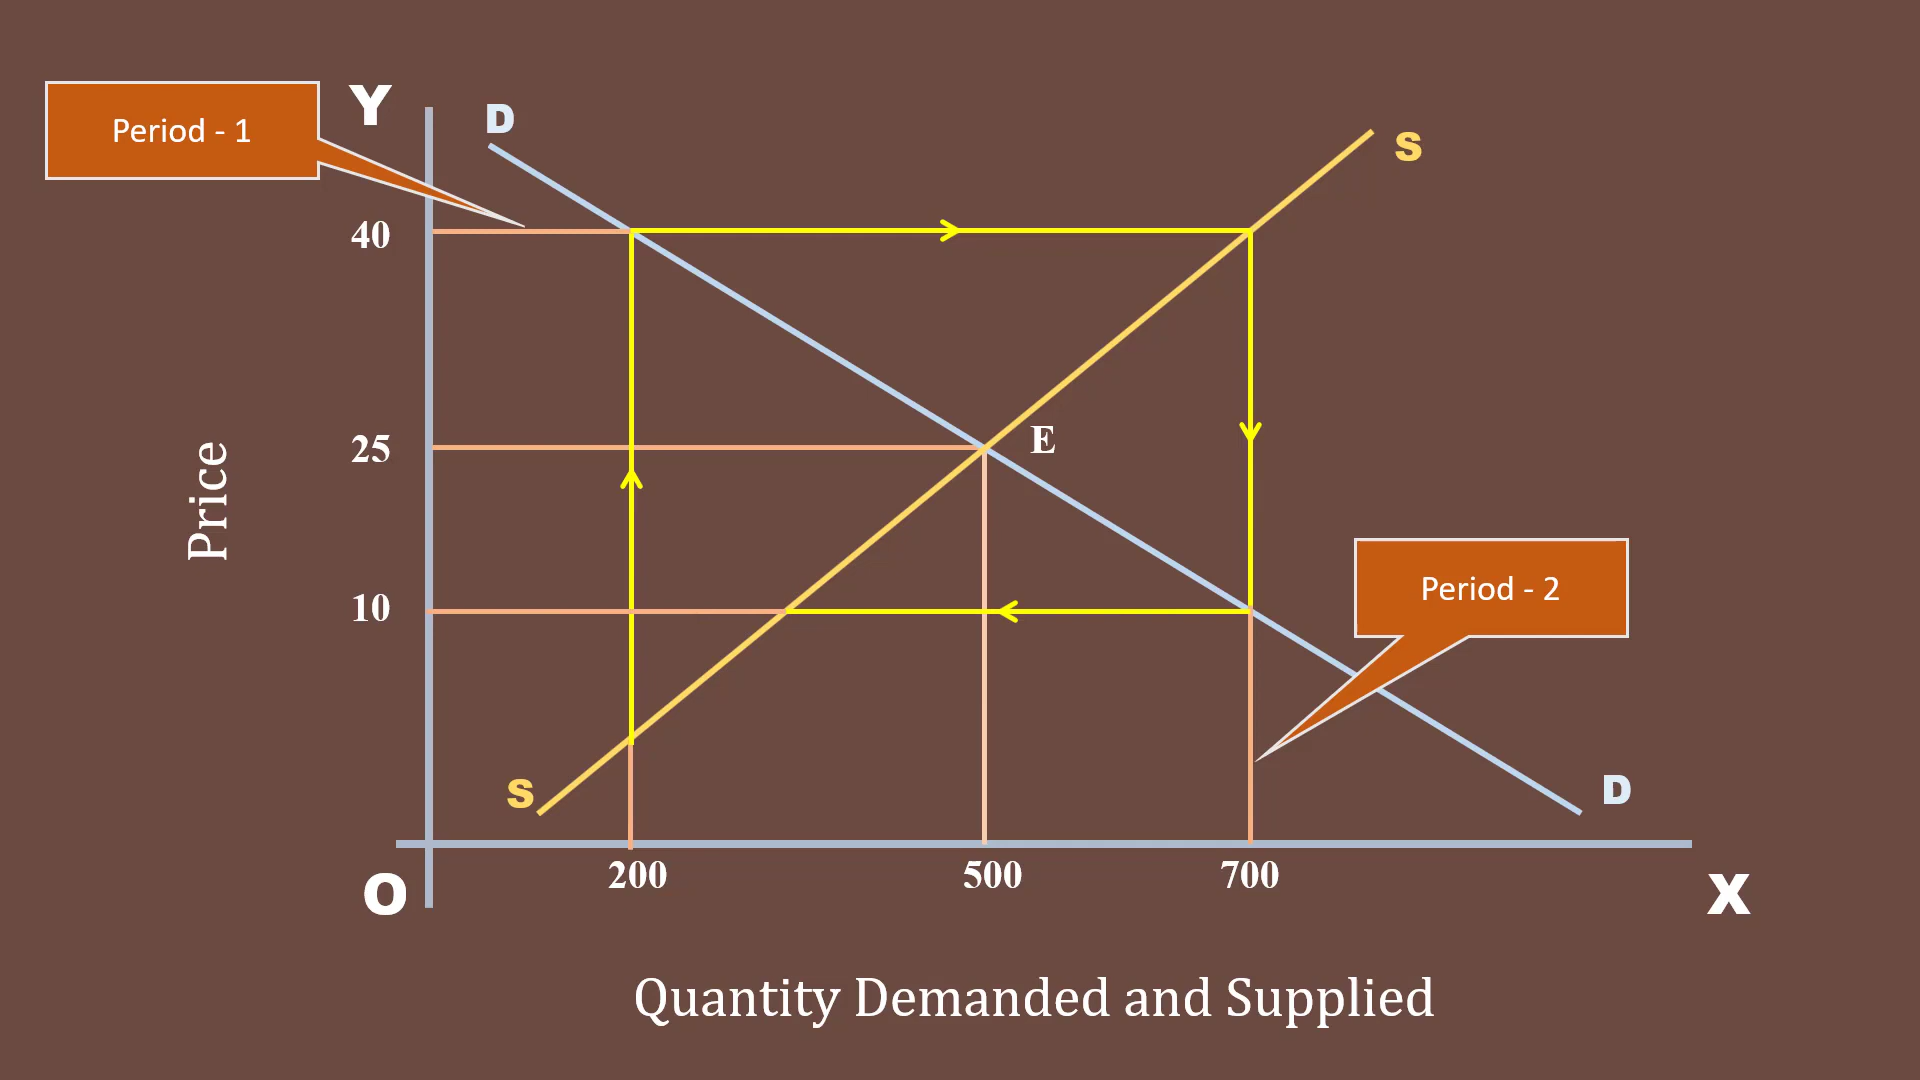 Period - 1
Y
D
S
40
25
E
Price
10
Period - 2
S
D
200
500
700
O
X
Quantity Demanded and Supplied